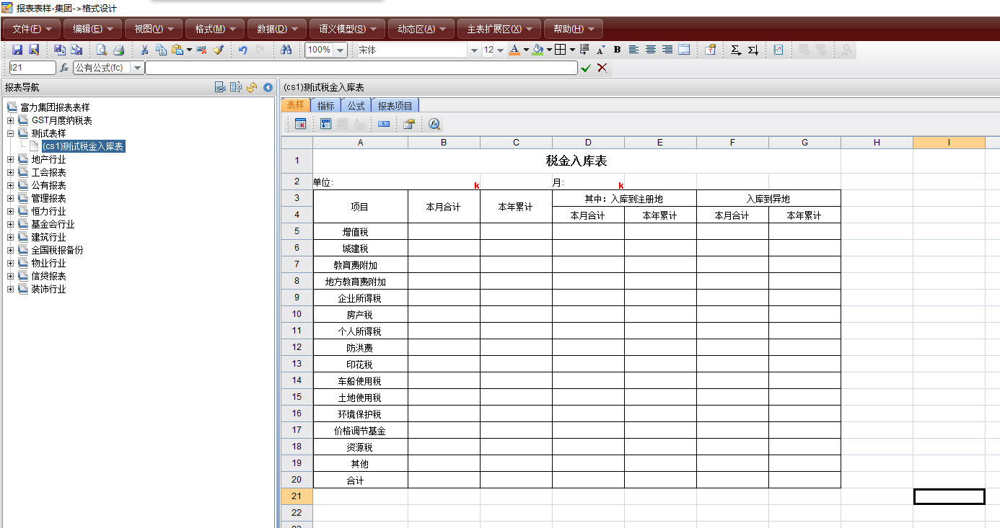 报表表样-集团->格式设计
文件(F) 编辑(E) 视图(V) 格式(M) 数据(D) 语义模型(S) 动态区(A) 主表扩展区(X) 帮助(H)
100% 宋体 12
I21 fx 公有公式(fc)
报表导航
富力集团报表表样
GST月度纳税表
测试表样
(cs1)测试税金入库表
地产行业
工会报表
公有报表
管理报表
恒力行业
基金会行业
建筑行业
全国税报备份
物业行业
信贷报表
装饰行业
(cs1)测试税金入库表
表样 指标 公式 报表项目
A B C D E F G H I
1 税金入库表
2 单位: k 月: k
3 项目 本月合计 本年累计 其中：入库到注册地 入库到异地
4 本月合计 本年累计 本月合计 本年累计
5 增值税
6 城建税
7 教育费附加
8 地方教育费附加
9 企业所得税
10 房产税
11 个人所得税
12 防洪费
13 印花税
14 车船使用税
15 土地使用税
16 环境保护税
17 价格调节基金
18 资源税
19 其他
20 合计
21
22